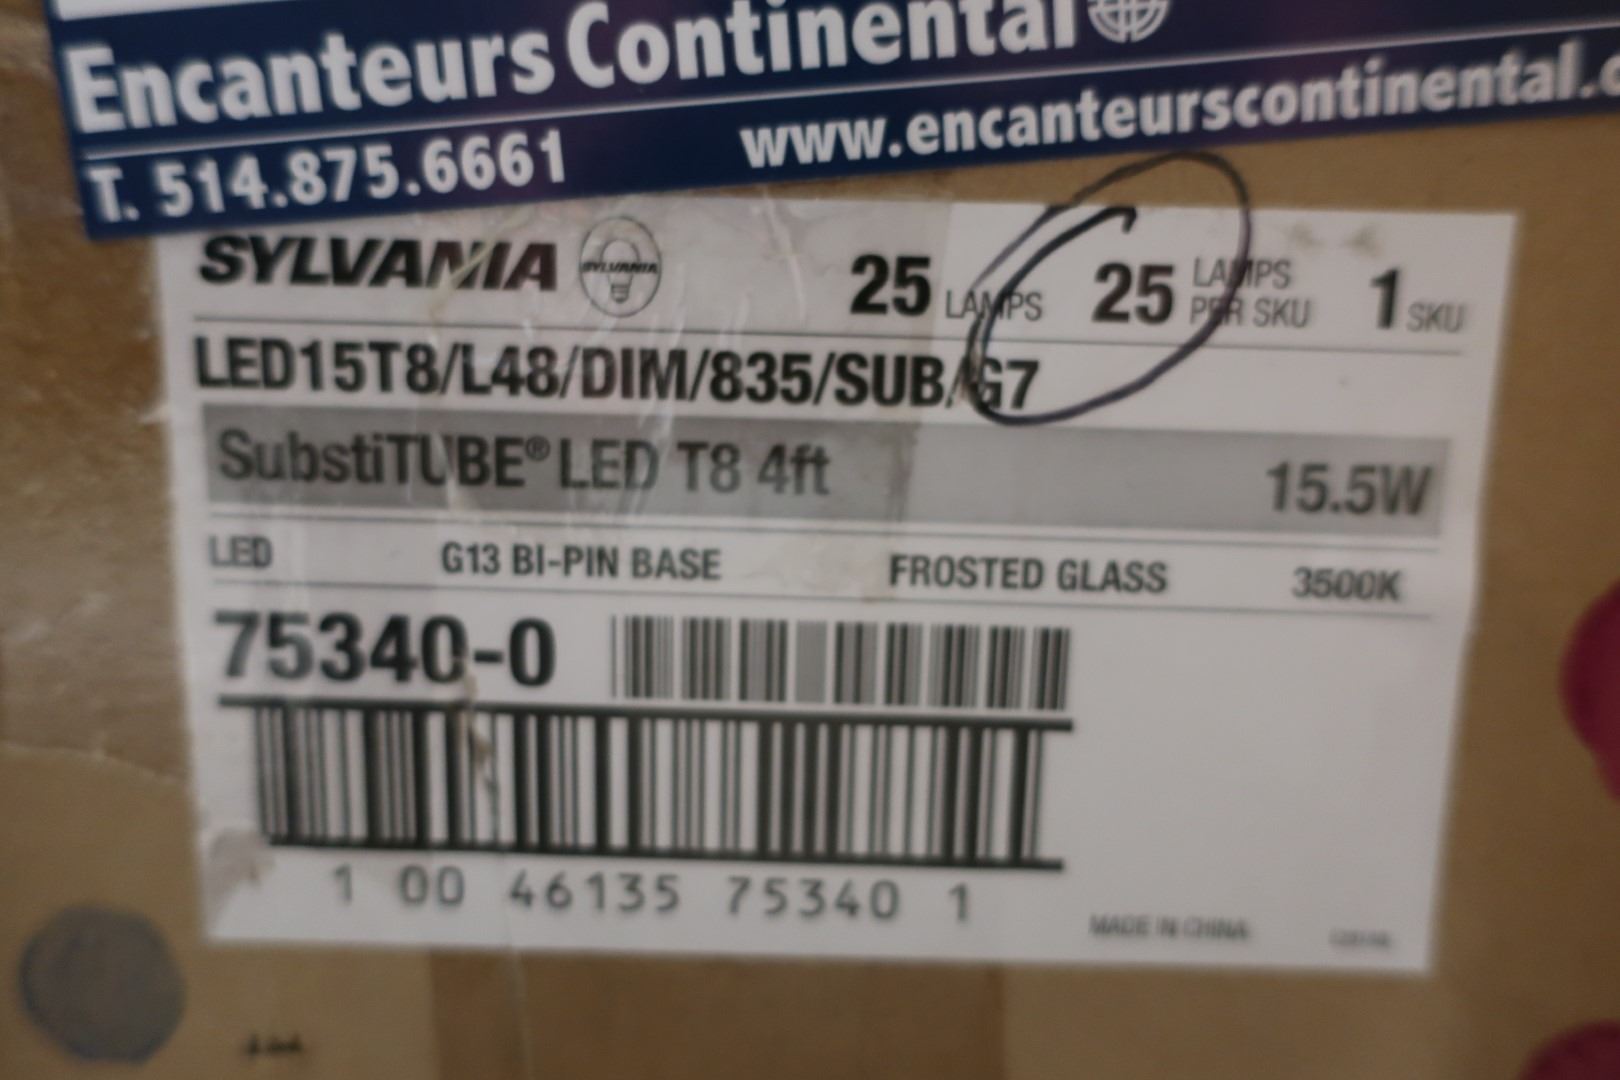 Encanteurs Continental
T. 514.875.6661 www.encanteurscontinental.c
SYLVANIA SYLVANIA 25 LAMPS 25 LAMPS PER SKU 1 SKU
LED15T8/L48/DIM/835/SUB/G7
SubstiTUBE® LED T8 4ft 15.5W
LED G13 BI-PIN BASE FROSTED GLASS 3500K
75340-0
1 00 46135 75340 1
MADE IN CHINA